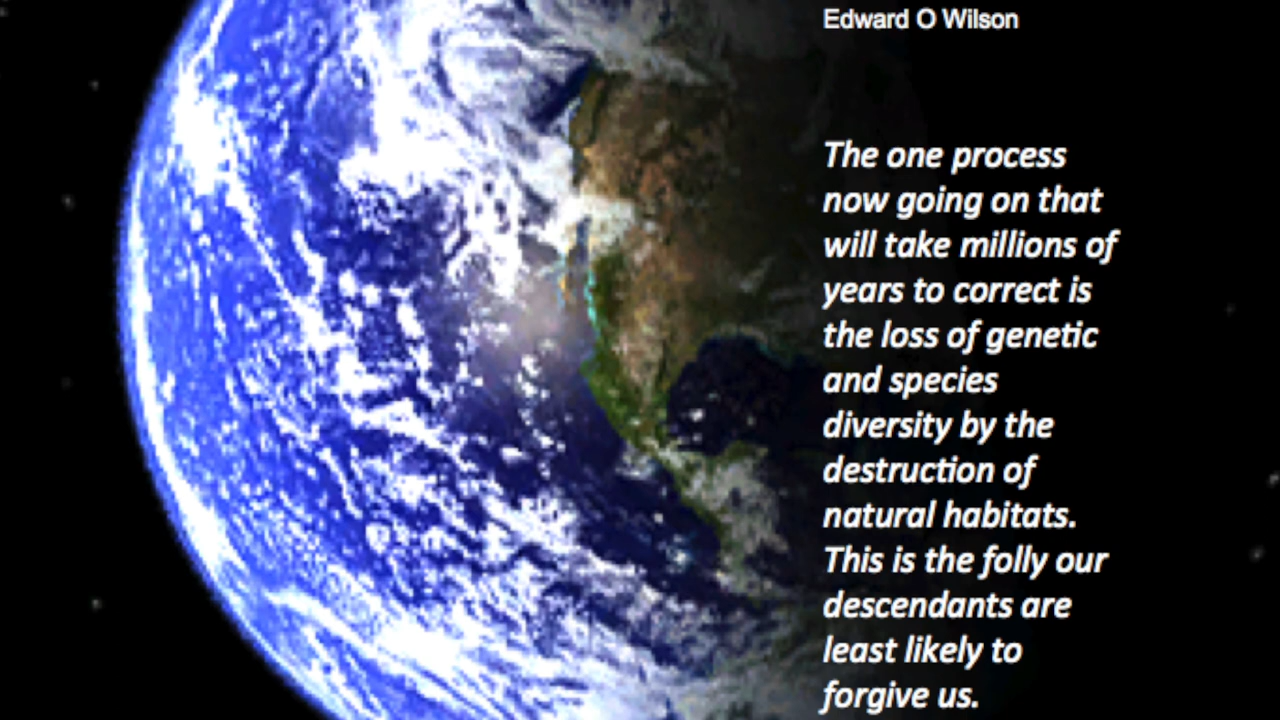 Edward O Wilson
The one process
now going on that
will take millions of
years to correct is
the loss of genetic
and species
diversity by the
destruction of
natural habitats.
This is the folly our
descendants are
least likely to
forgive us.